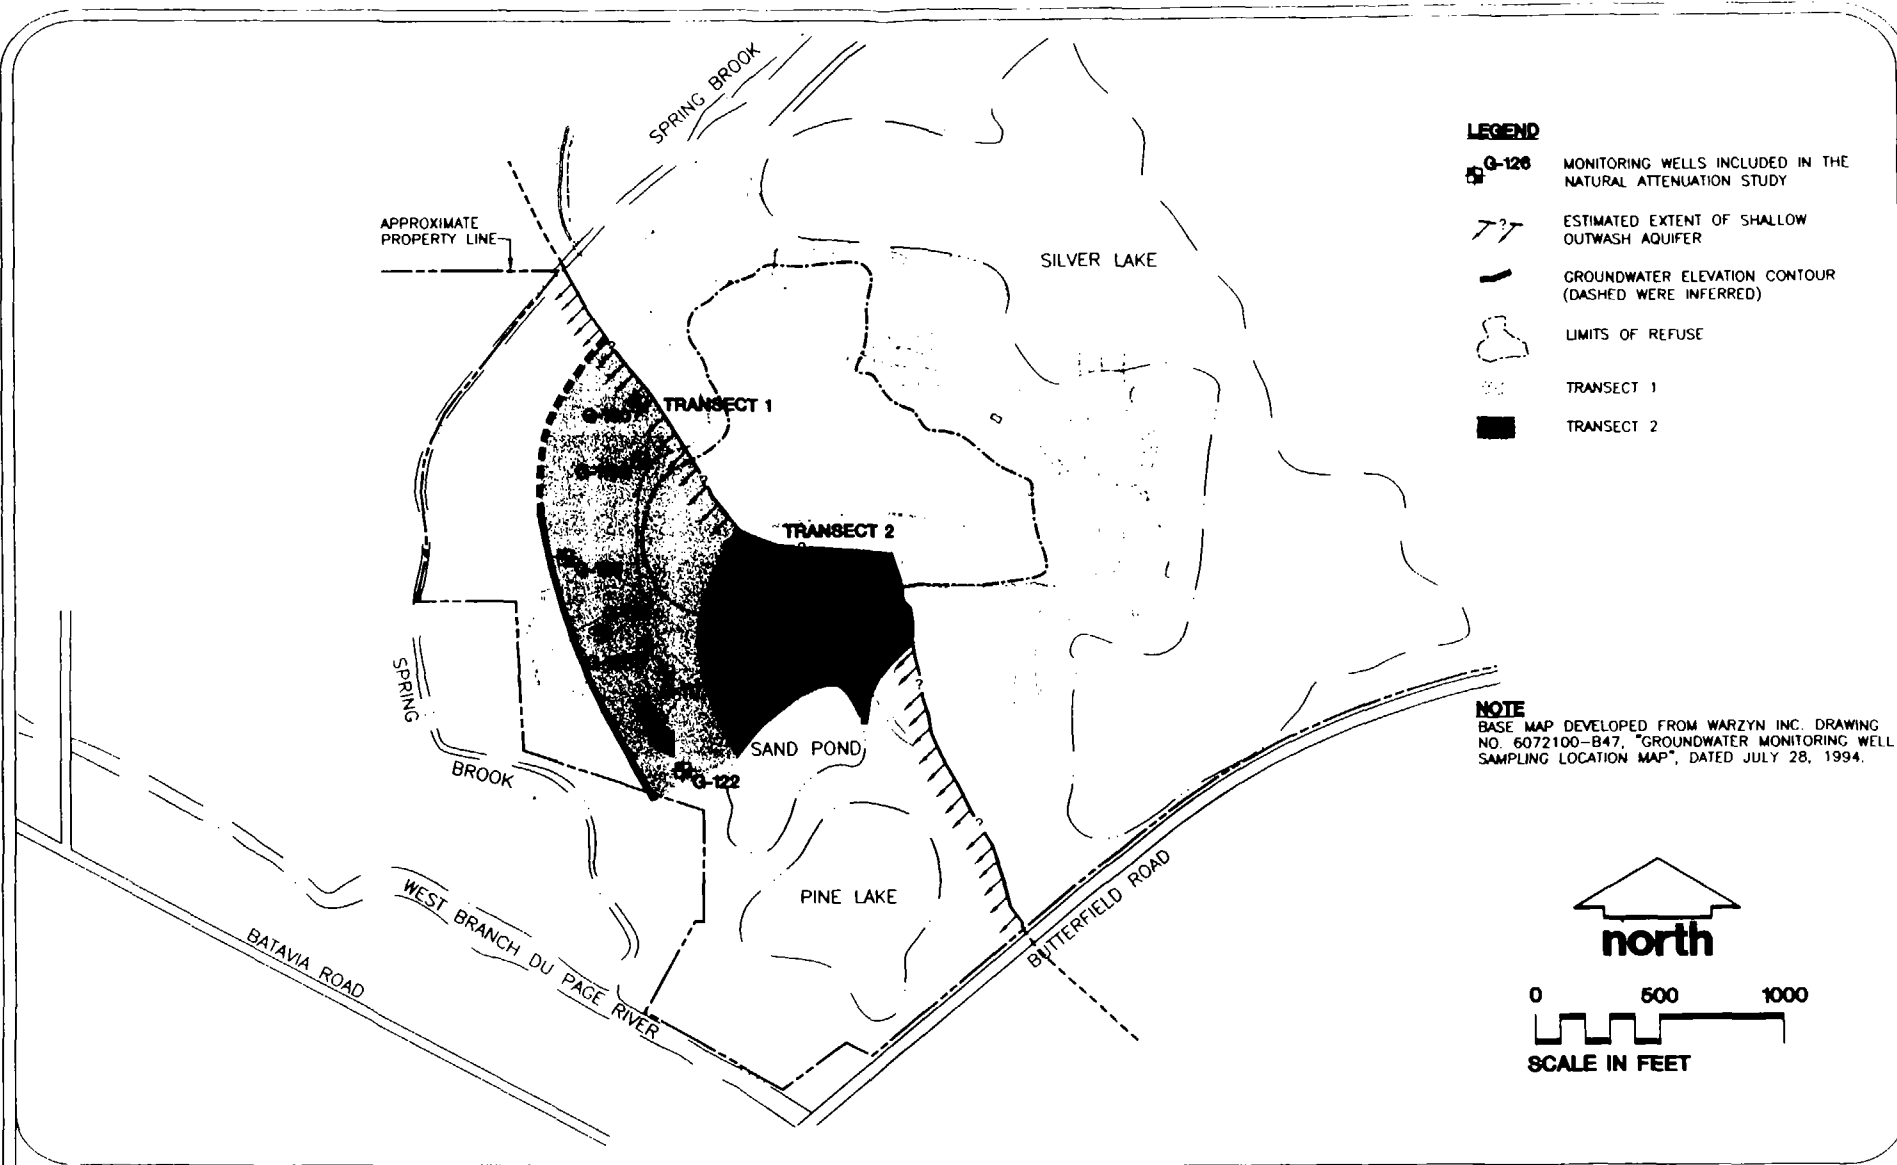 SPRING BROOK
APPROXIMATE
PROPERTY LINE
SILVER LAKE
TRANSECT 1
TRANSECT 2
G-122
SAND POND
PINE LAKE
SPRING
BROOK
WEST BRANCH DU PAGE RIVER
BATAVIA ROAD
BUTTERFIELD ROAD
LEGEND
G-126
MONITORING WELLS INCLUDED IN THE
NATURAL ATTENUATION STUDY
?
ESTIMATED EXTENT OF SHALLOW
OUTWASH AQUIFER
GROUNDWATER ELEVATION CONTOUR
(DASHED WERE INFERRED)
LIMITS OF REFUSE
TRANSECT 1
TRANSECT 2
NOTE
BASE MAP DEVELOPED FROM WARZYN INC. DRAWING
NO. 6072100-B47, "GROUNDWATER MONITORING WELL
SAMPLING LOCATION MAP", DATED JULY 28, 1994.
north
0 500 1000
SCALE IN FEET